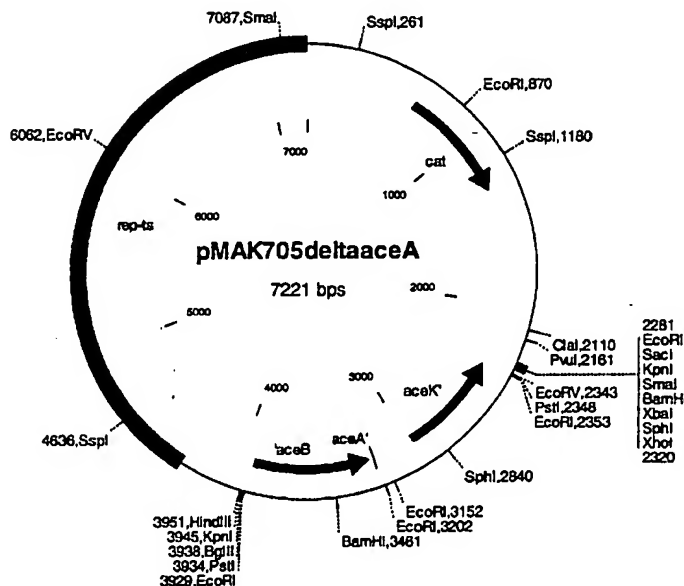 7087,SmaI
SspI,261
EcoRI,870
6062,EcoRV
SspI,1180
7000
cat
1000
rep-ts
6000
pMAK705deltaaceA
7221 bps
2000
5000
2281
EcoRI
SacI
KpnI
SmaI
BamHI
XbaI
SphI
XhoI
2320
ClaI,2110
PvuI,2161
EcoRV,2343
PstI,2348
EcoRI,2353
aceK'
3000
4000
4636,SspI
'aceB
aceA'
SphI,2840
EcoRI,3152
EcoRI,3202
BamHI,3461
3951,HindIII
3945,KpnI
3938,BglII
3934,PstI
3929,EcoRI